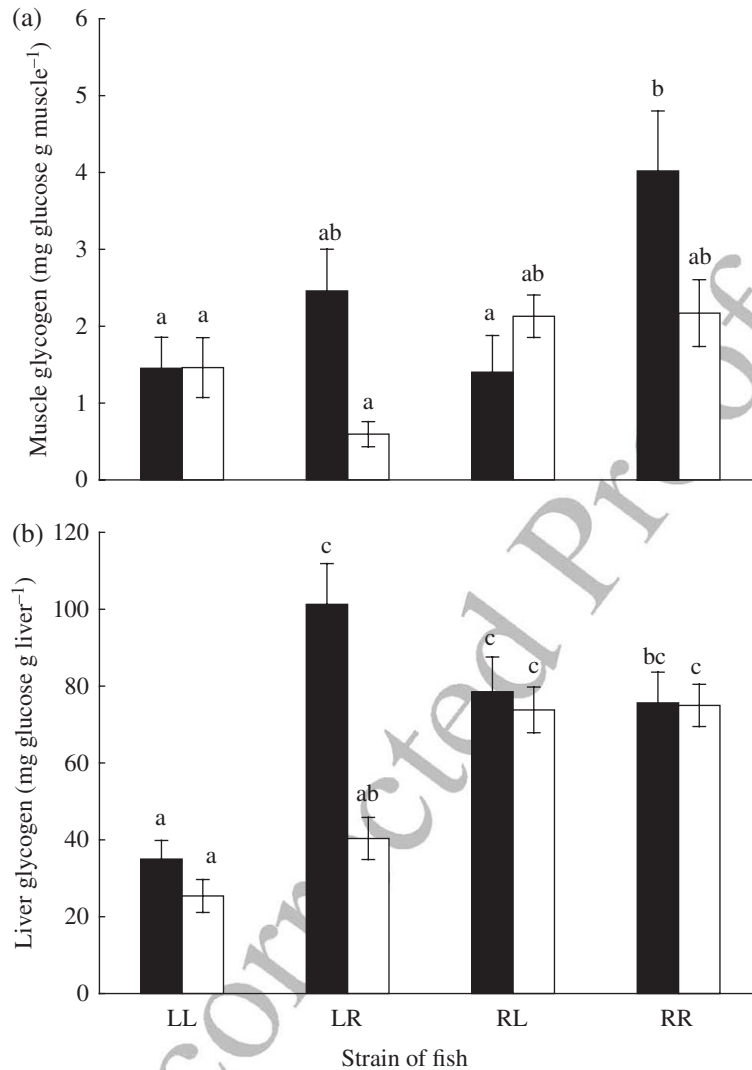 (a)
Muscle glycogen (mg glucose g muscle−1)
6
5
4
3
2
1
0
a
a
ab
a
a
ab
b
ab
(b)
Liver glycogen (mg glucose g liver−1)
120
100
80
60
40
20
0
a
a
c
ab
c
c
bc
c
LL LR RL RR
Strain of fish
orrected Proof